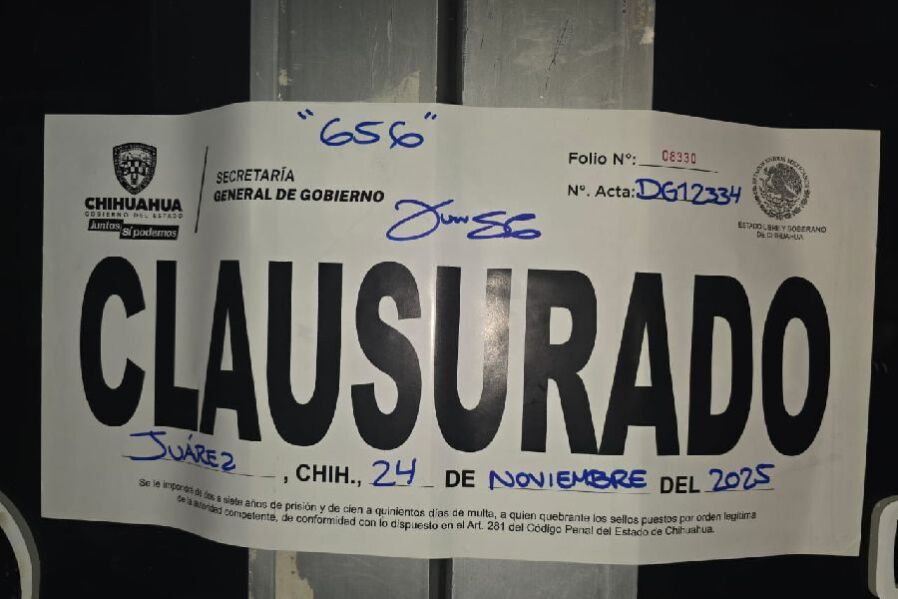 "656"
CHIHUAHUA
GOBIERNO DEL ESTADO
Juntos Sí podemos
SECRETARÍA
GENERAL DE GOBIERNO
Folio N°: 08330
N°. Acta: DG12334
ESTADO LIBRE Y SOBERANO
DE CHIHUAHUA
CLAUSURADO
JUÁREZ, CHIH., 24 DE NOVIEMBRE DEL 2025
Se le impondrá de dos a siete años de prisión y de cien a quinientos días de multa, a quien quebrante los sellos puestos por orden legítima
de la autoridad competente, de conformidad con lo dispuesto en el Art. 281 del Código Penal del Estado de Chihuahua.